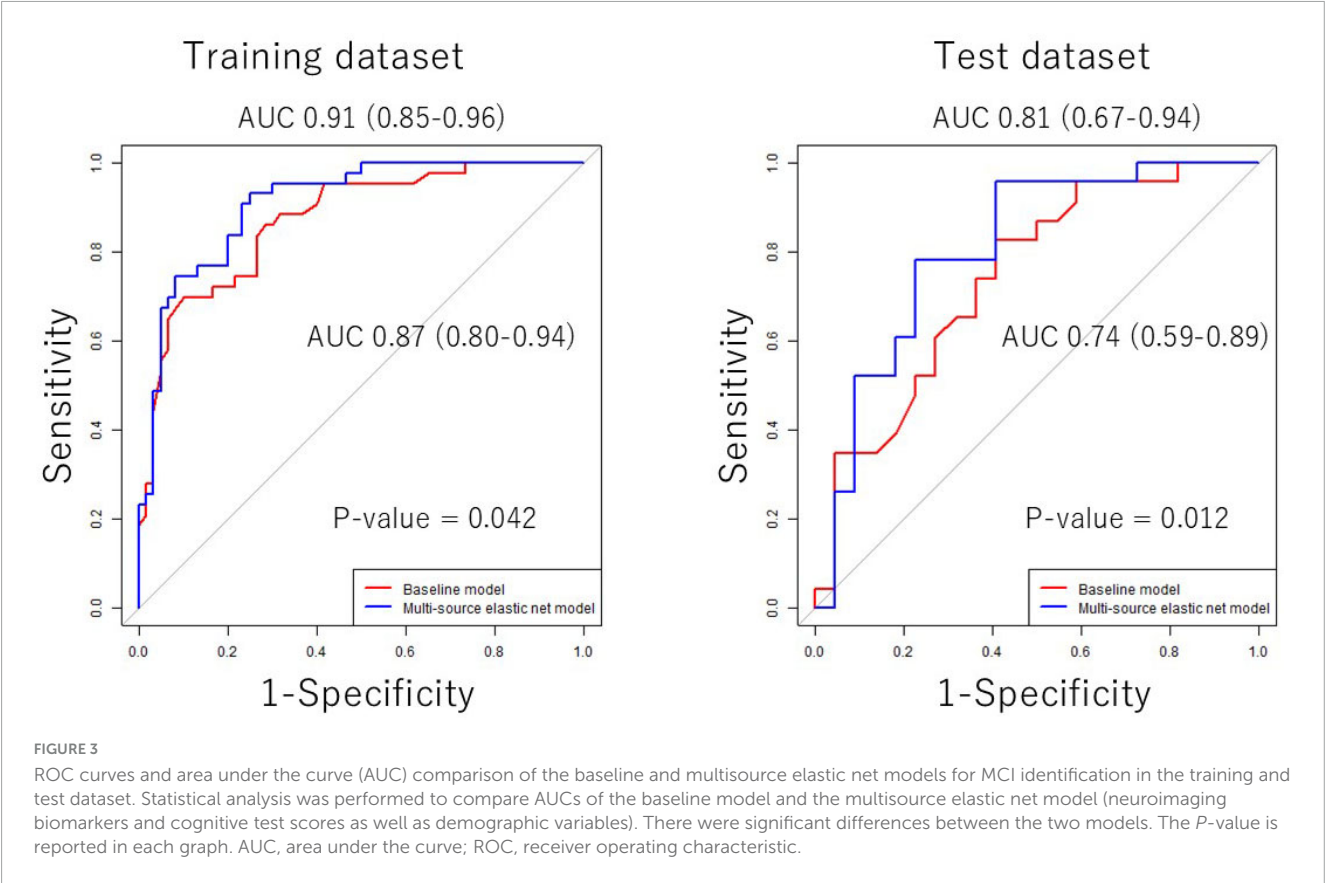 Training dataset
AUC 0.91 (0.85-0.96)
1.0
0.8
0.6
0.4
0.2
0.0
Sensitivity
AUC 0.87 (0.80-0.94)
P-value = 0.042
Baseline model
Multi-source elastic net model
0.0 0.2 0.4 0.6 0.8 1.0
1-Specificity
Test dataset
AUC 0.81 (0.67-0.94)
1.0
0.8
0.6
0.4
0.2
0.0
Sensitivity
AUC 0.74 (0.59-0.89)
P-value = 0.012
Baseline model
Multi-source elastic net model
0.0 0.2 0.4 0.6 0.8 1.0
1-Specificity
FIGURE 3
ROC curves and area under the curve (AUC) comparison of the baseline and multisource elastic net models for MCI identification in the training and
test dataset. Statistical analysis was performed to compare AUCs of the baseline model and the multisource elastic net model (neuroimaging
biomarkers and cognitive test scores as well as demographic variables). There were significant differences between the two models. The P-value is
reported in each graph. AUC, area under the curve; ROC, receiver operating characteristic.